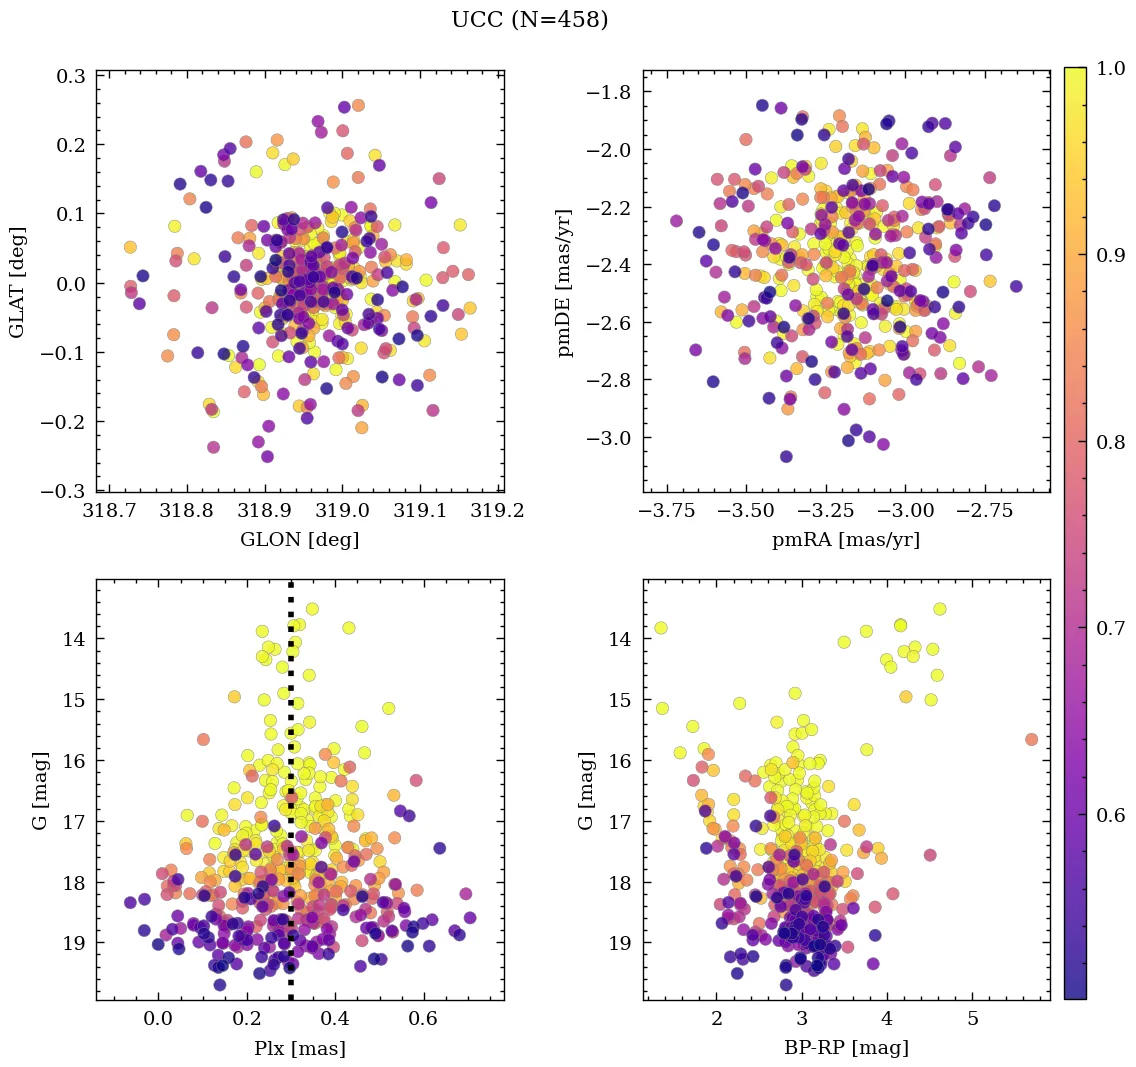 UCC (N=458)
0.3
0.2
0.1
0.0
−0.1
−0.2
−0.3
GLAT [deg]
318.7 318.8 318.9 319.0 319.1 319.2
GLON [deg]
−1.8
−2.0
−2.2
−2.4
−2.6
−2.8
−3.0
pmDE [mas/yr]
−3.75 −3.50 −3.25 −3.00 −2.75
pmRA [mas/yr]
14
15
16
17
18
19
G [mag]
0.0 0.2 0.4 0.6
Plx [mas]
14
15
16
17
18
19
G [mag]
2 3 4 5
BP-RP [mag]
1.0
0.9
0.8
0.7
0.6